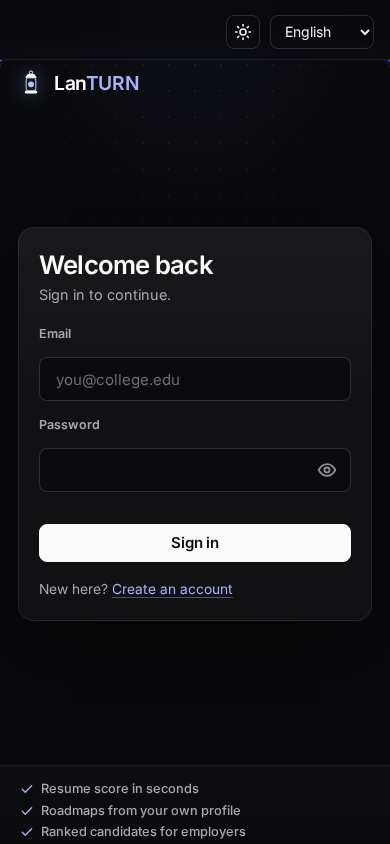 English
LanTURN
Welcome back
Sign in to continue.
Email
you@college.edu
Password
Sign in
New here? Create an account
Resume score in seconds
Roadmaps from your own profile
Ranked candidates for employers